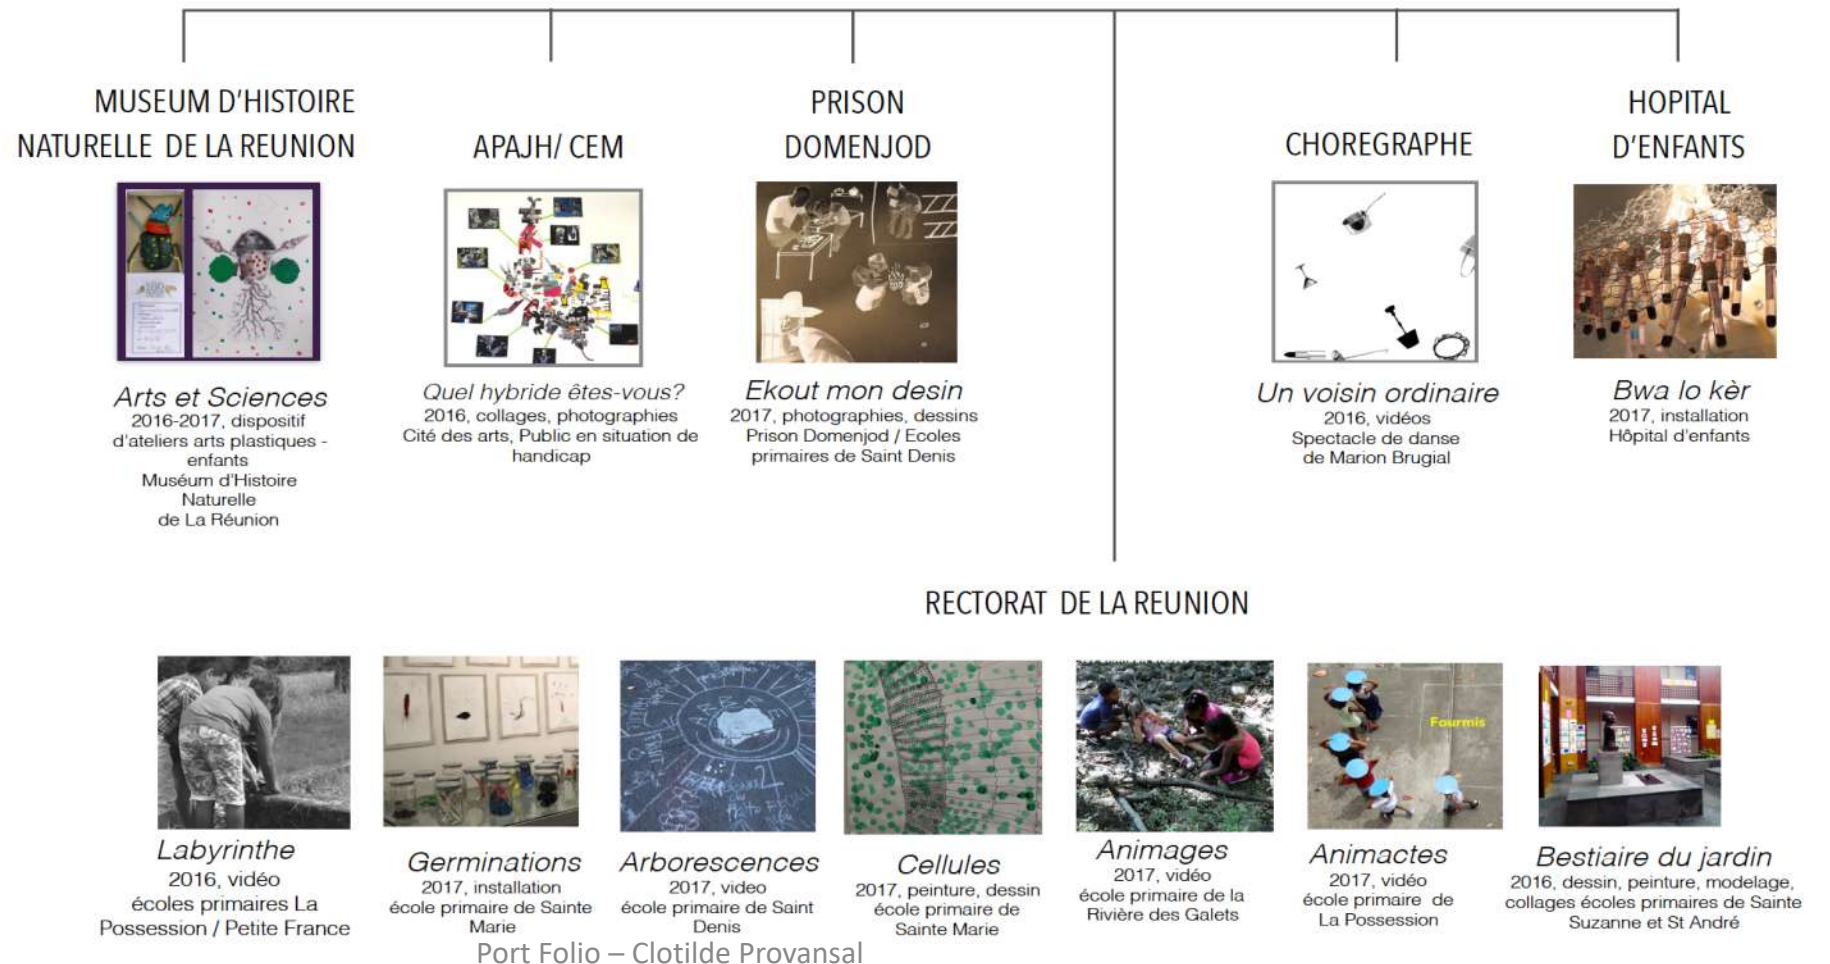 MUSEUM D'HISTOIRE
NATURELLE DE LA REUNION
APAJH/ CEM
PRISON
DOMENJOD
CHOREGRAPHE
HOPITAL
D'ENFANTS
Arts et Sciences
2016-2017, dispositif
d'ateliers arts plastiques -
enfants
Muséum d'Histoire
Naturelle
de La Réunion
Quel hybride êtes-vous?
2016, collages, photographies
Cité des arts, Public en situation de
handicap
Ekout mon desin
2017, photographies, dessins
Prison Domenjod / Ecoles
primaires de Saint Denis
Un voisin ordinaire
2016, vidéos
Spectacle de danse
de Marion Brugial
Bwa lo kèr
2017, installation
Hôpital d'enfants
RECTORAT DE LA REUNION
ARBRE
Fourmis
Labyrinthe
2016, vidéo
écoles primaires La
Possession / Petite France
Germinations
2017, installation
école primaire de Sainte
Marie
Arborescences
2017, video
école primaire de Saint
Denis
Cellules
2017, peinture, dessin
école primaire de
Sainte Marie
Animages
2017, vidéo
école primaire de la
Rivière des Galets
Animactes
2017, vidéo
école primaire de
La Possession
Bestiaire du jardin
2016, dessin, peinture, modelage,
collages écoles primaires de Sainte
Suzanne et St André
Port Folio – Clotilde Provansal